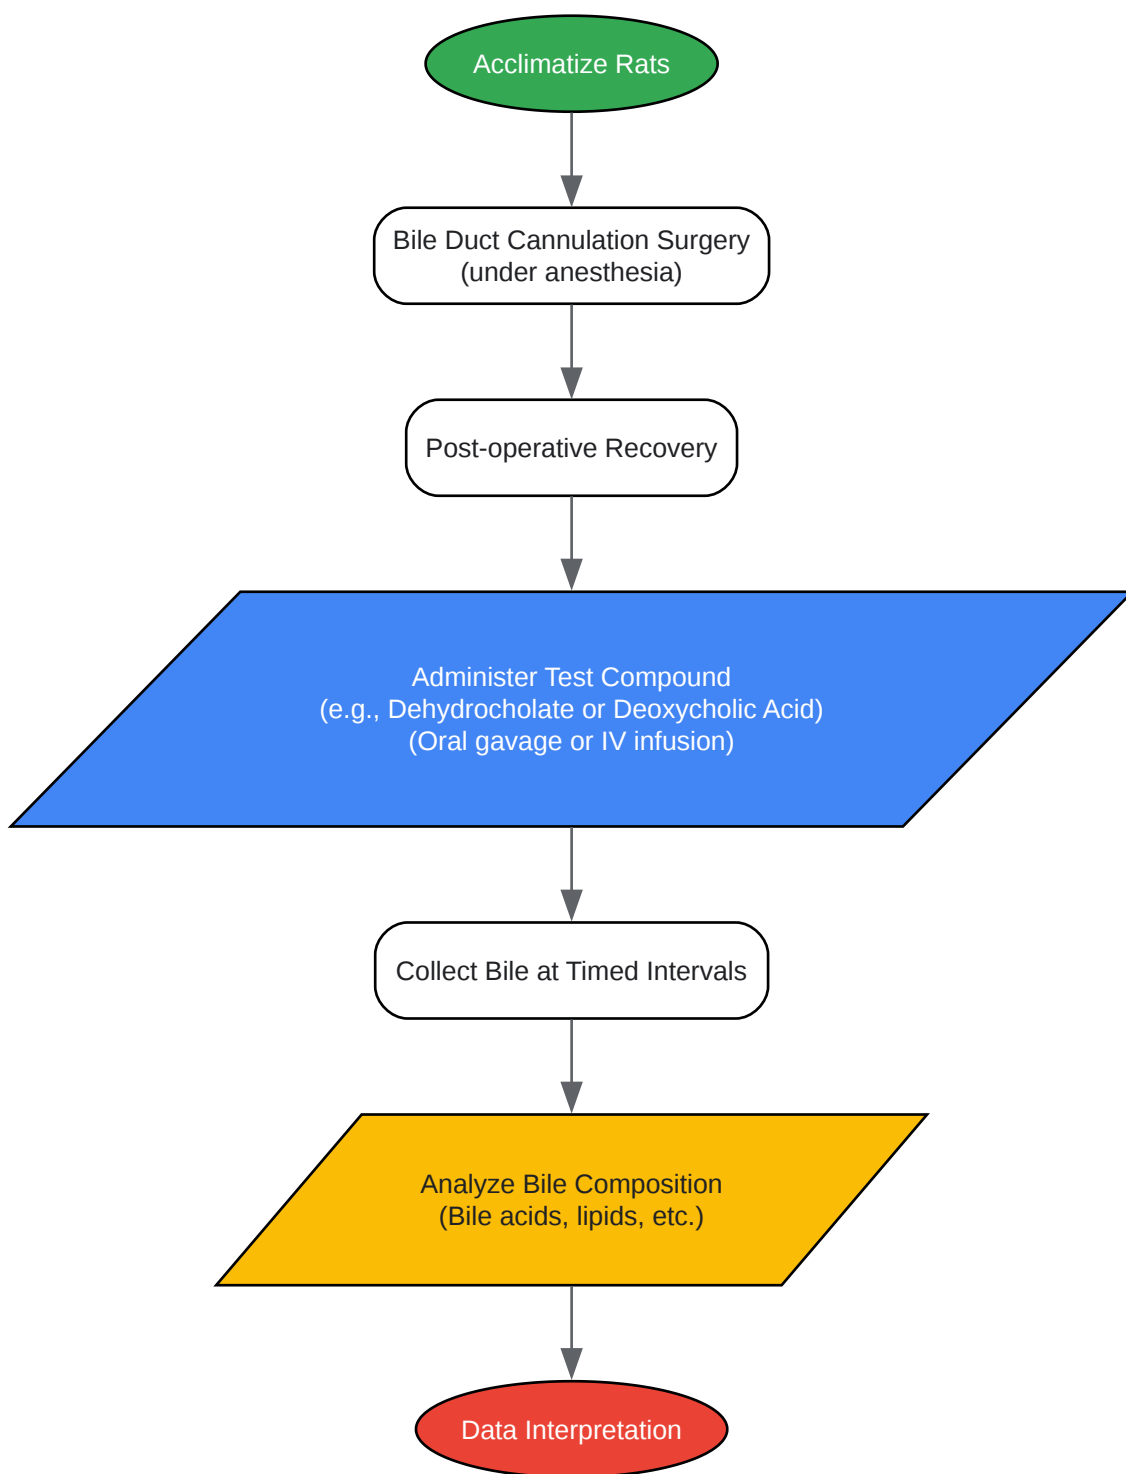 Acclimatize Rats
Bile Duct Cannulation Surgery
(under anesthesia)
Post-operative Recovery
Administer Test Compound
(e.g., Dehydrocholate or Deoxycholic Acid)
(Oral gavage or IV infusion)
Collect Bile at Timed Intervals
Analyze Bile Composition
(Bile acids, lipids, etc.)
Data Interpretation